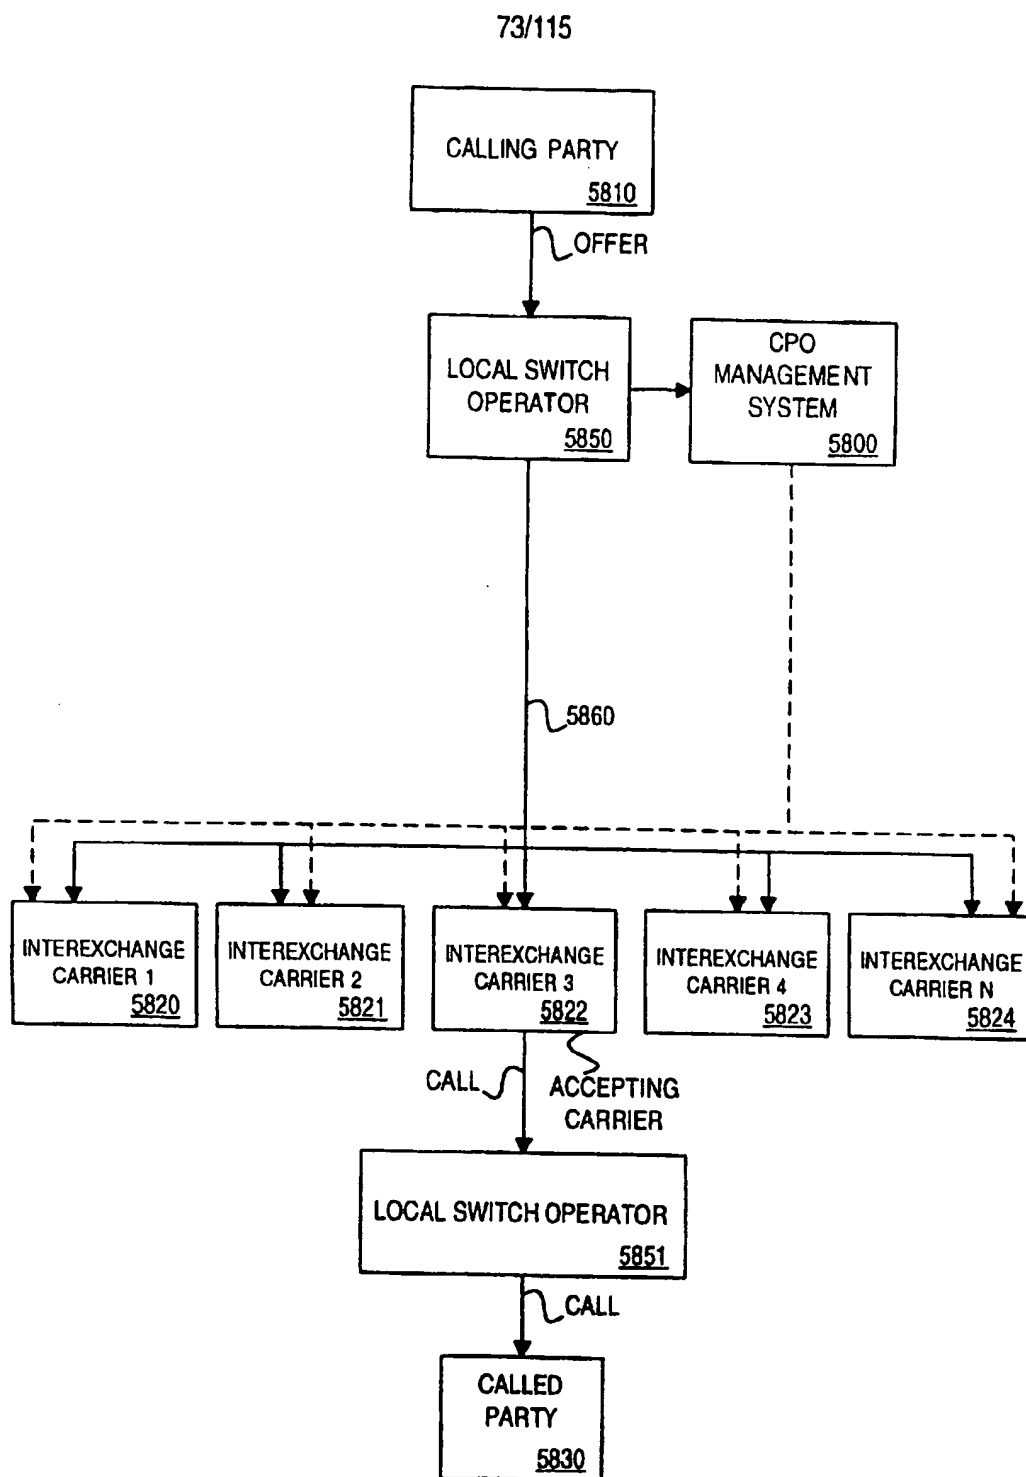 73/115
CALLING PARTY
5810
OFFER
LOCAL SWITCH
OPERATOR
5850
CPO
MANAGEMENT
SYSTEM
5800
5860
INTEREXCHANGE
CARRIER 1
5820
INTEREXCHANGE
CARRIER 2
5821
INTEREXCHANGE
CARRIER 3
5822
INTEREXCHANGE
CARRIER 4
5823
INTEREXCHANGE
CARRIER N
5824
CALL
ACCEPTING
CARRIER
LOCAL SWITCH OPERATOR
5851
CALL
CALLED
PARTY
5830